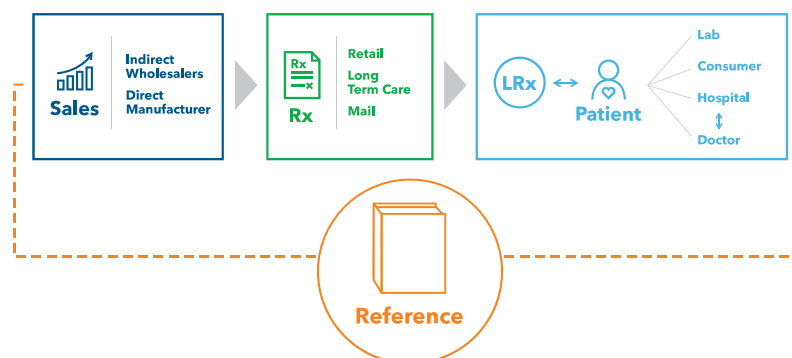 Sales
Indirect
Wholesalers
Direct
Manufacturer
Rx
Rx
Retail
Long
Term Care
Mail
LRx
Patient
Lab
Consumer
Hospital
Doctor
Reference